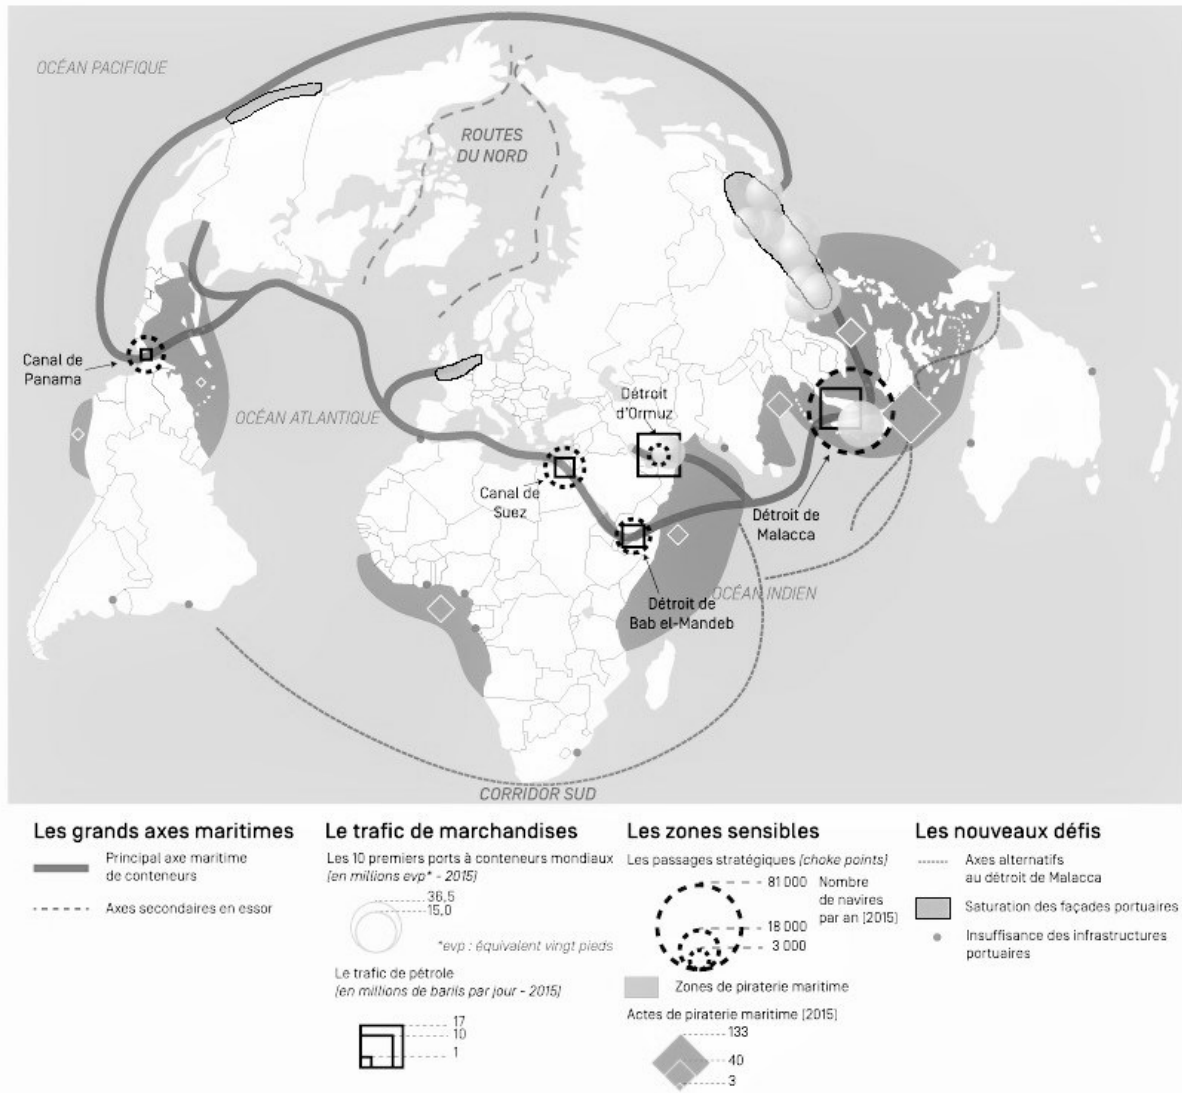 OCÉAN PACIFIQUE
ROUTES
DU NORD
Canal de
Panama
OCÉAN ATLANTIQUE
Détroit
d'Ormuz
Canal de
Suez
Détroit de
Malacca
OCÉAN INDIEN
Détroit de
Bab el-Mandeb
CORRIDOR SUD
Les grands axes maritimes
Principal axe maritime
de conteneurs
Axes secondaires en essor
Le trafic de marchandises
Les 10 premiers ports à conteneurs mondiaux
(en millions evp* - 2015)
36,5
15,0
*evp : équivalent vingt pieds
Le trafic de pétrole
(en millions de barils par jour - 2015)
17
10
1
Les zones sensibles
Les passages stratégiques (choke points)
81 000
18 000
3 000
Nombre
de navires
par an (2015)
Zones de piraterie maritime
Actes de piraterie maritime (2015)
133
40
3
Les nouveaux défis
Axes alternatifs
au détroit de Malacca
Saturation des façades portuaires
Insuffisance des infrastructures
portuaires